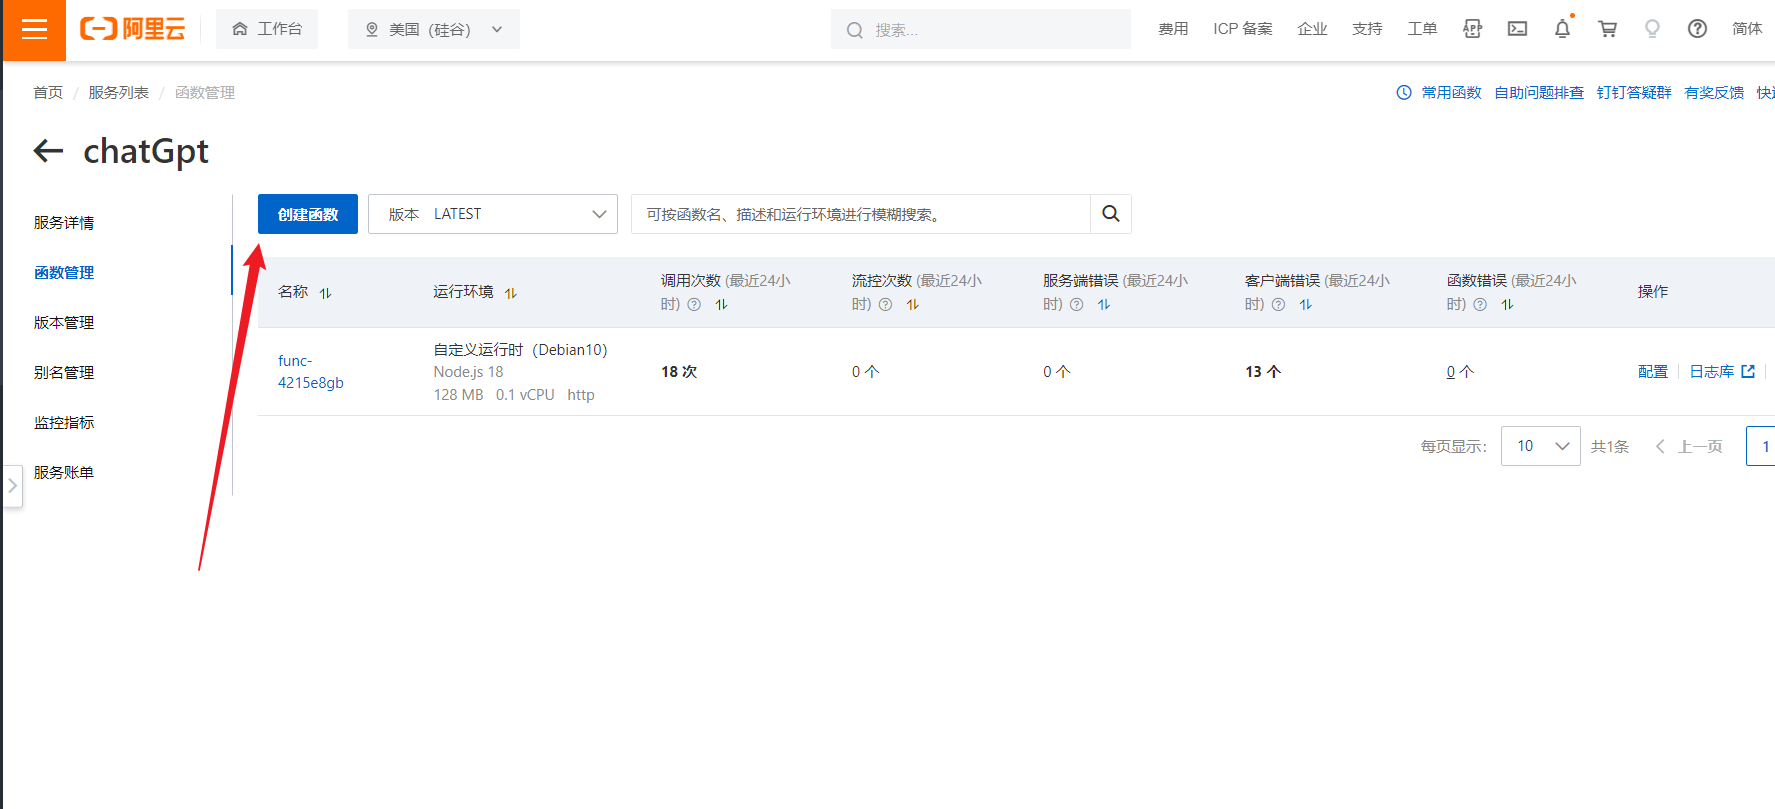 阿里云
工作台
美国（硅谷）
搜索...
费用
ICP 备案
企业
支持
工单
简体
首页 / 服务列表 / 函数管理
常用函数
自助问题排查
钉钉答疑群
有奖反馈
chatGpt
服务详情
函数管理
版本管理
别名管理
监控指标
服务账单
创建函数
版本 LATEST
可按函数名、描述和运行环境进行模糊搜索。
名称
运行环境
调用次数 (最近24小
时)
流控次数 (最近24小
时)
服务端错误 (最近24小
时)
客户端错误 (最近24小
时)
函数错误 (最近24小
时)
操作
func-
4215e8gb
自定义运行时（Debian10）
Node.js 18
128 MB 0.1 vCPU http
18 次
0 个
0 个
13 个
0 个
配置
日志库
每页显示：
10
共1条
上一页
1